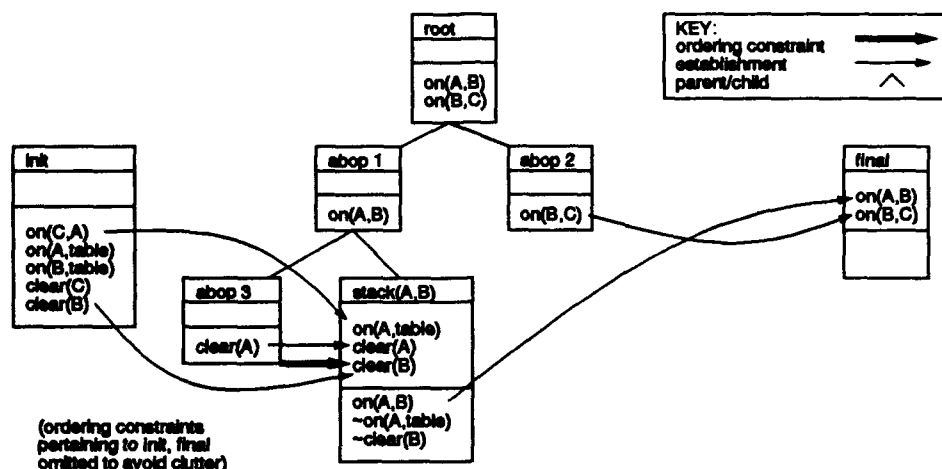 root
on(A,B)
on(B,C)
KEY:
ordering constraint
establishment
parent/child
init
on(C,A)
on(A,table)
on(B,table)
clear(C)
clear(B)
abop 1
on(A,B)
abop 2
on(B,C)
final
on(A,B)
on(B,C)
abop 3
clear(A)
stack(A,B)
on(A,table)
clear(A)
clear(B)
on(A,B)
~on(A,table)
~clear(B)
(ordering constraints
pertaining to init, final
omitted to avoid clutter)